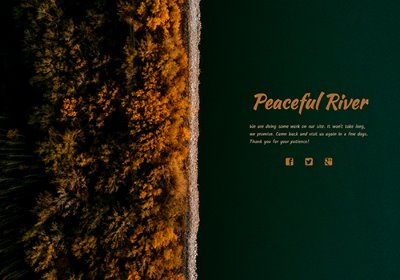 Peaceful River
We are doing some work on our site. It won't take long,
we promise. Come back and visit us again in a few days.
Thank you for your patience!